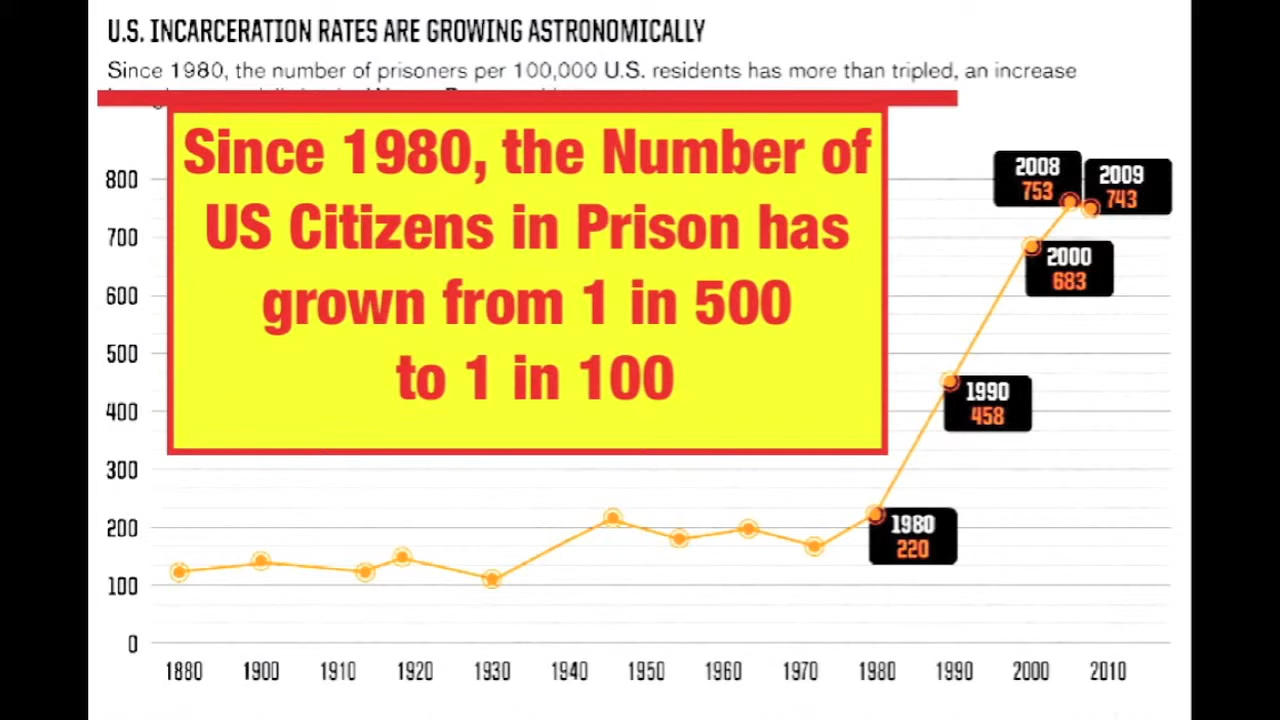 U.S. INCARCERATION RATES ARE GROWING ASTRONOMICALLY
Since 1980, the number of prisoners per 100,000 U.S. residents has more than tripled, an increase
Since 1980, the Number of
US Citizens in Prison has
grown from 1 in 500
to 1 in 100
800
700
600
500
400
300
200
100
0
2008
753
2009
743
2000
683
1990
458
1980
220
1880 1900 1910 1920 1930 1940 1950 1960 1970 1980 1990 2000 2010